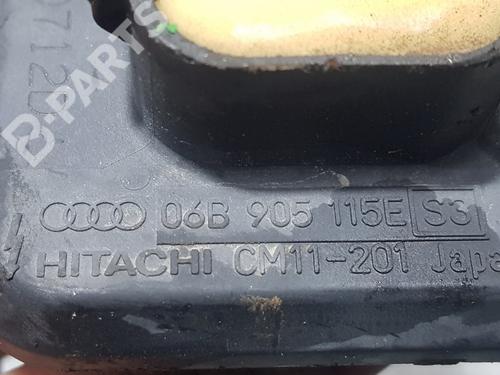 B-PARTS
06B 905 115E S3
HITACHI CM11-201 Japa